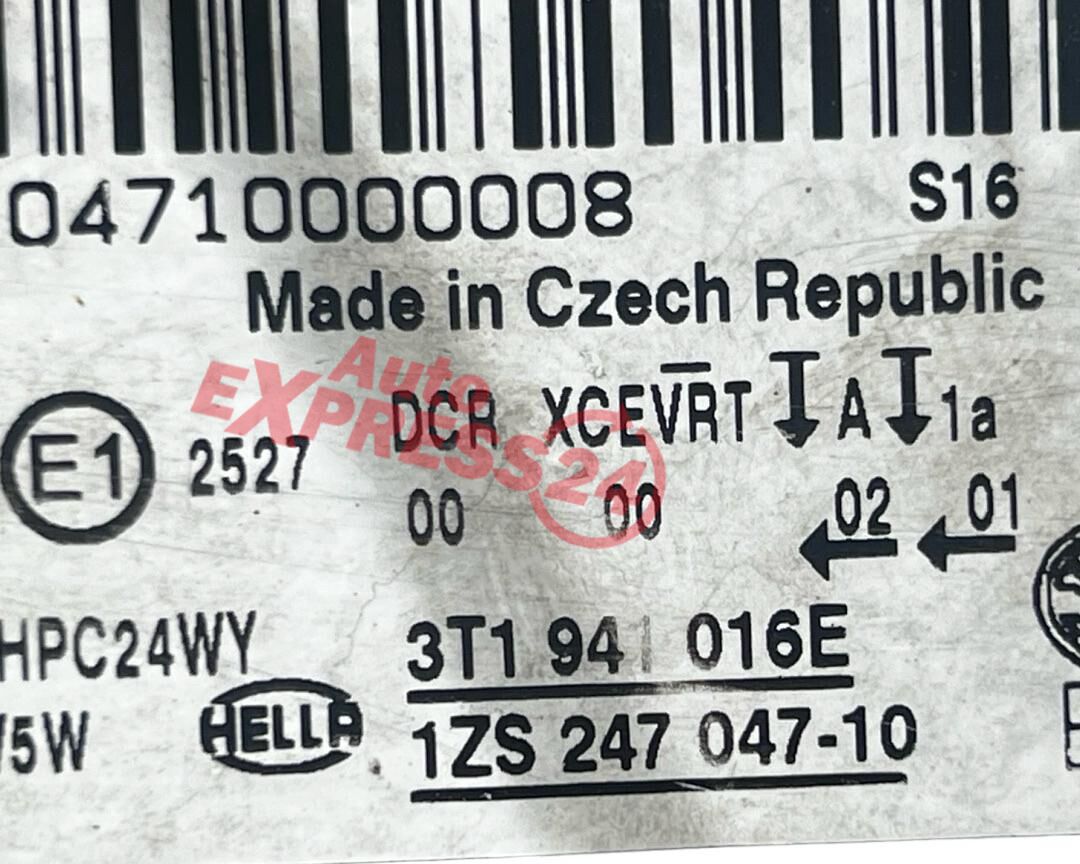 04710000008
S16
Made in Czech Republic
Auto
EXPRESS24
E1 2527 DCR XCEVRT A 1a
00 00 02 01
HPC24WY 3T1 941 016E
5W HELLA 1ZS 247 047-10